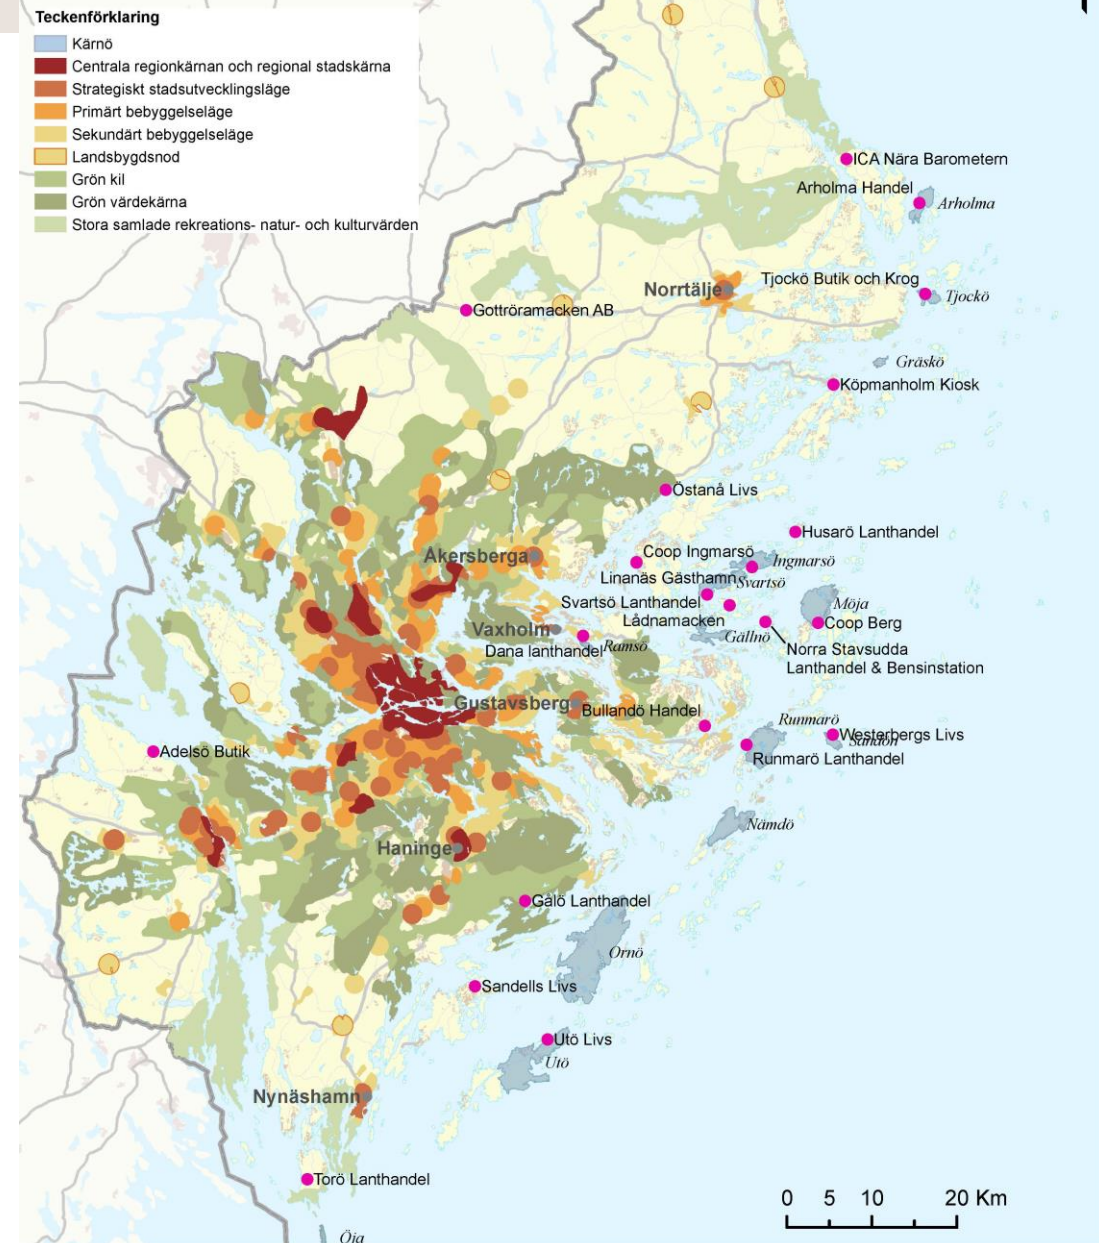 Teckenförklaring
Kärnö
Centrala regionkärnan och regional stadskärna
Strategiskt stadsutvecklingsläge
Primärt bebyggelseläge
Sekundärt bebyggelseläge
Landsbygdsnod
Grön kil
Grön värdekärna
Stora samlade rekreations- natur- och kulturvärden
ICA Nära Barometern
Arholma Handel
Arholma
Tjockö Butik och Krog
Norrtälje
Tjockö
Gottröramacken AB
Gräskö
Köpmanholm Kiosk
Östanå Livs
Husarö Lanthandel
Coop Ingmarsö
Åkersberga
Ingmarsö
Linanäs Gästhamn
Svartsö
Svartsö Lanthandel
Möja
Lådnamacken
Coop Berg
Vaxholm
Gällnö
Dana lanthandel
Ramsö
Norra Stavsudda
Lanthandel & Bensinstation
Gustavsberg
Bullandö Handel
Runmarö
Westerbergs Livs
Sandön
Adelsö Butik
Runmarö Lanthandel
Nämdö
Haninge
Gålö Lanthandel
Ornö
Sandells Livs
Utö Livs
Utö
Nynäshamn
Torö Lanthandel
0 5 10 20 Km
Öja